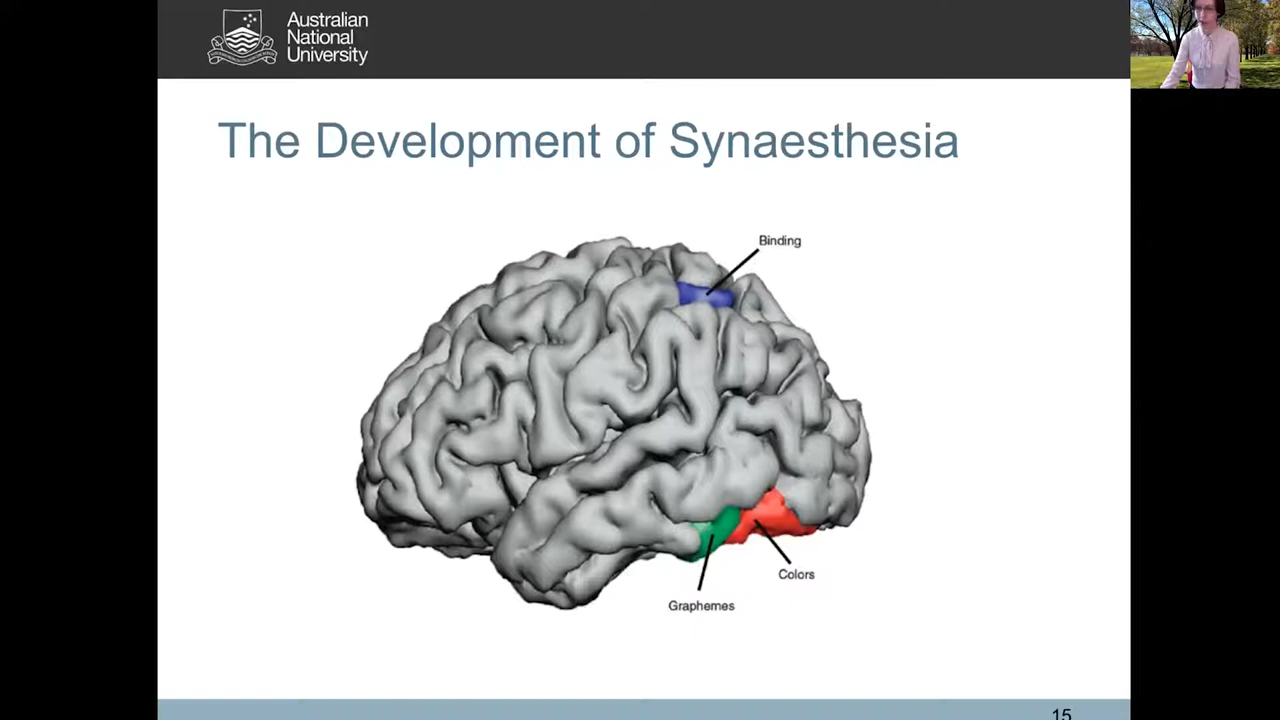 Australian
National
University
The Development of Synaesthesia
Binding
Colors
Graphemes
15